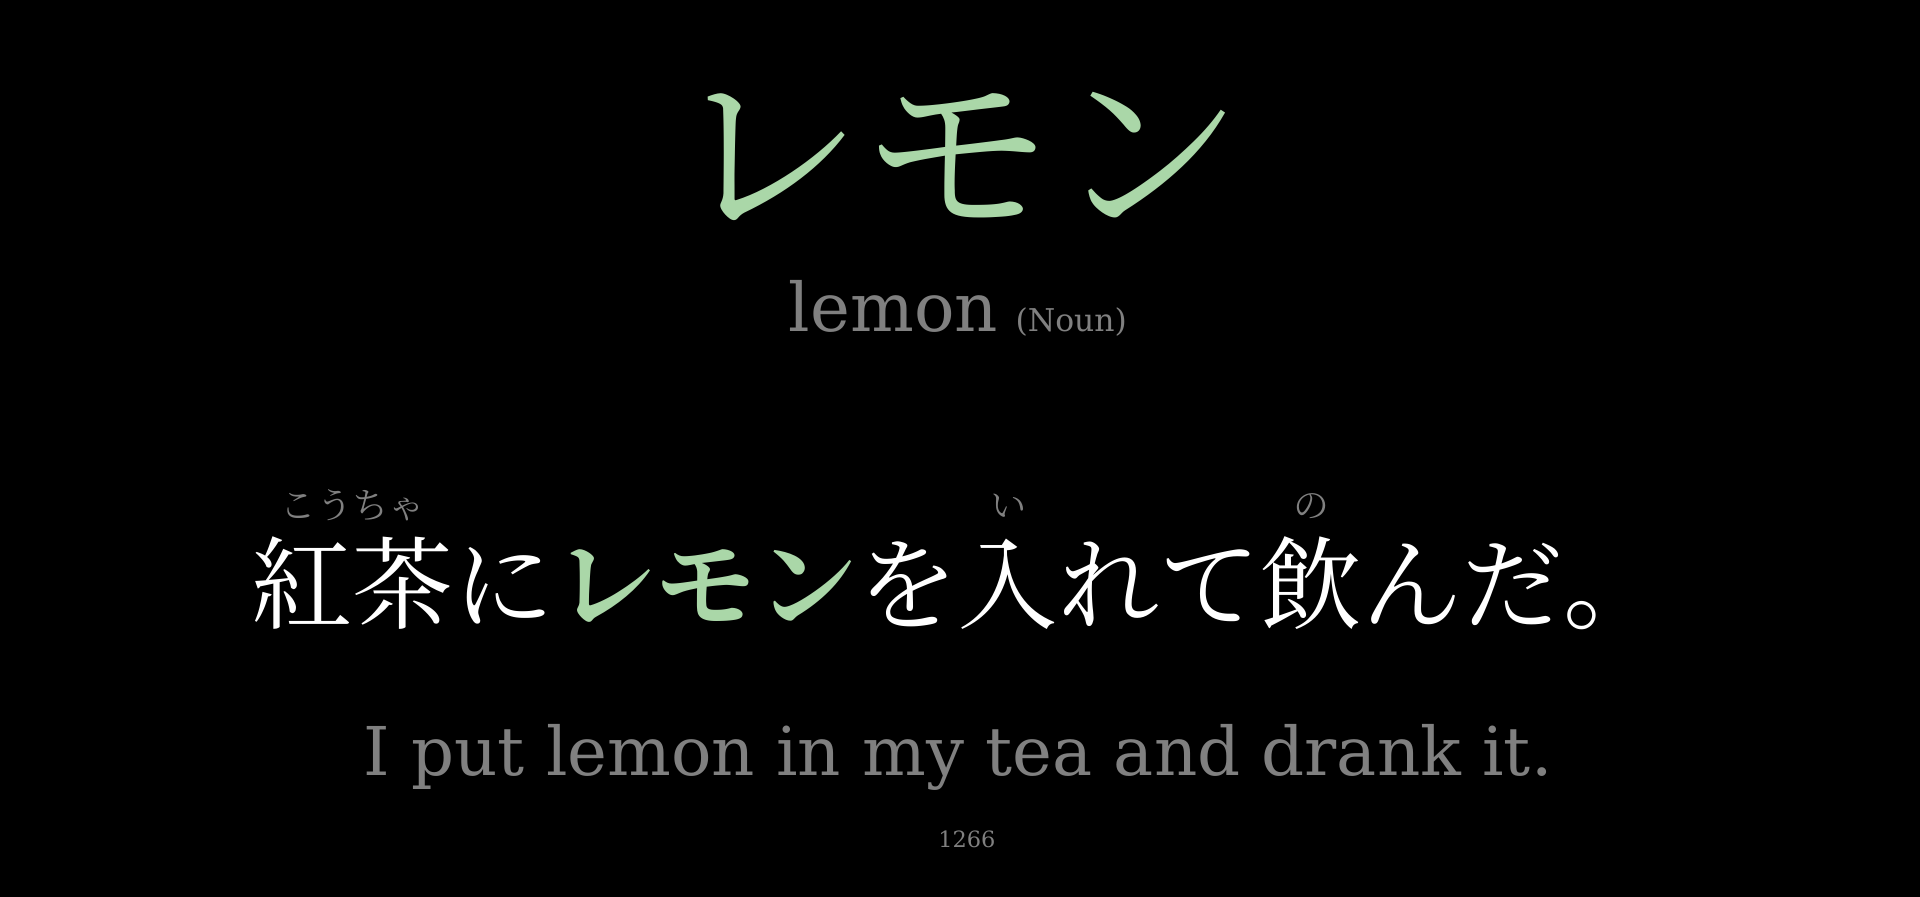 レモン
lemon (Noun)
こうちゃ い の
紅茶にレモンを入れて飲んだ。
I put lemon in my tea and drank it.
1266